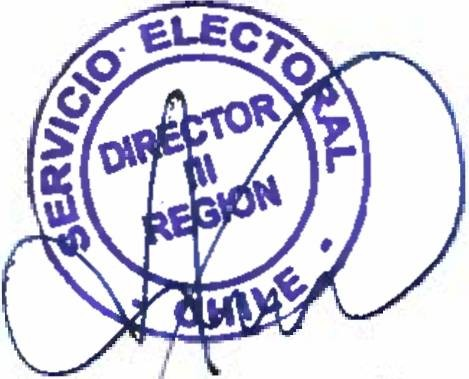 SERVICIO ELECTORAL
DIRECTOR
III
REGION
CHILE